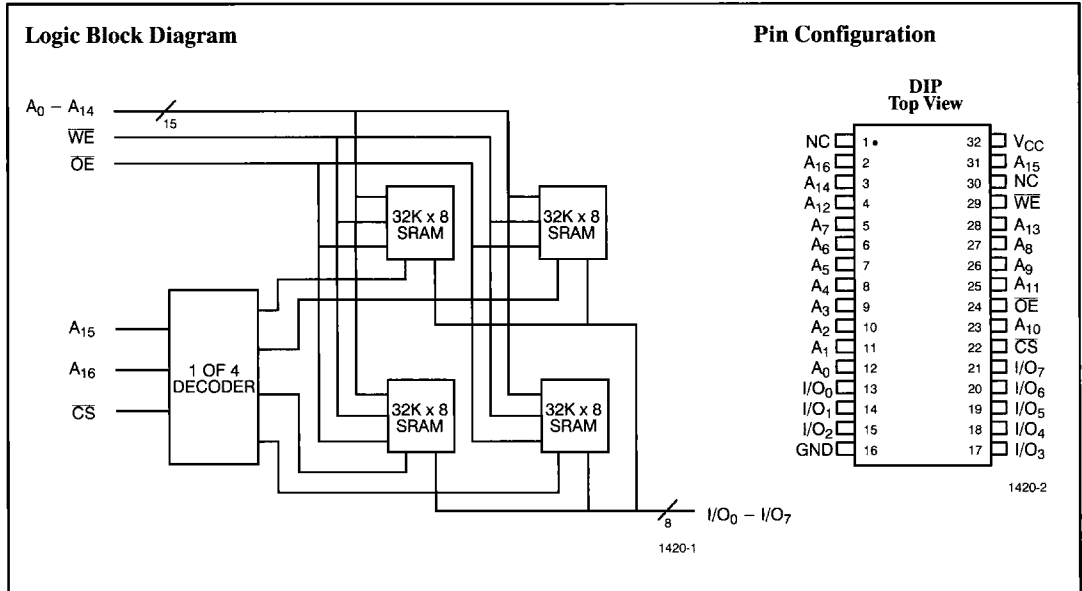 Logic Block Diagram
A0 – A14
15
WE
OE
32K x 8
SRAM
32K x 8
SRAM
A15
A16
CS
1 OF 4
DECODER
32K x 8
SRAM
32K x 8
SRAM
8
I/O0 – I/O7
1420-1
Pin Configuration
DIP
Top View
NC 1 32 VCC
A16 2 31 A15
A14 3 30 NC
A12 4 29 WE
A7 5 28 A13
A6 6 27 A8
A5 7 26 A9
A4 8 25 A11
A3 9 24 OE
A2 10 23 A10
A1 11 22 CS
A0 12 21 I/O7
I/O0 13 20 I/O6
I/O1 14 19 I/O5
I/O2 15 18 I/O4
GND 16 17 I/O3
1420-2